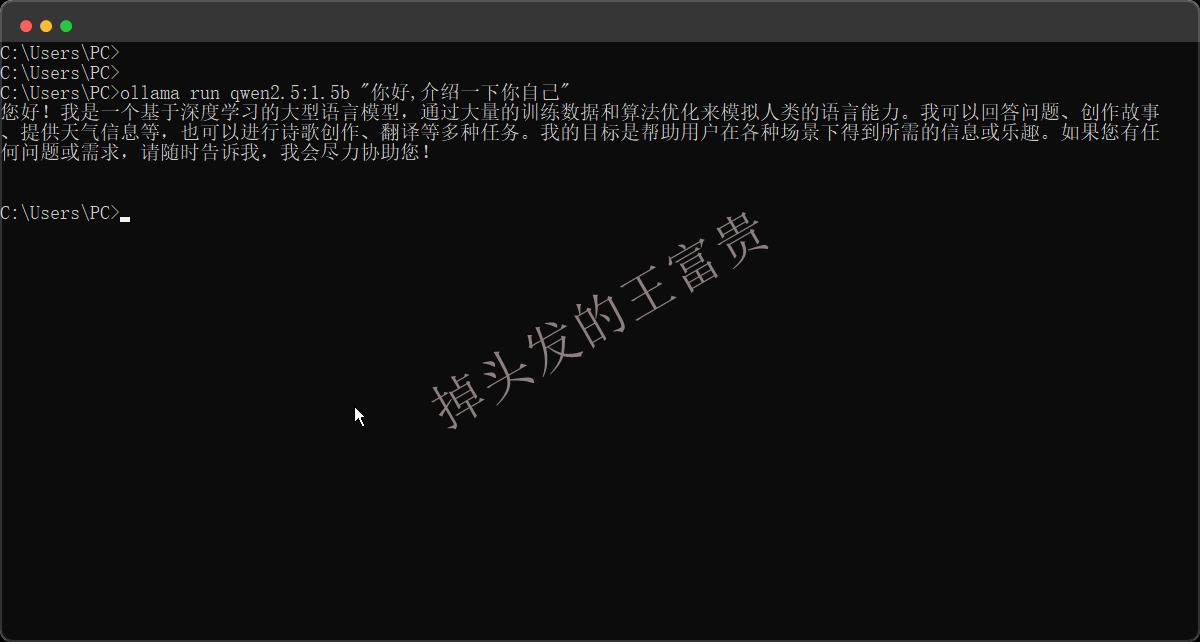 C:\Users\PC>
C:\Users\PC>
C:\Users\PC>ollama run qwen2.5:1.5b "你好,介绍一下你自己"
您好！我是一个基于深度学习的大型语言模型，通过大量的训练数据和算法优化来模拟人类的语言能力。我可以回答问题、创作故事
、提供天气信息等，也可以进行诗歌创作、翻译等多种任务。我的目标是帮助用户在各种场景下得到所需的信息或乐趣。如果您有任
何问题或需求，请随时告诉我，我会尽力协助您！
C:\Users\PC>
掉头发的王富贵